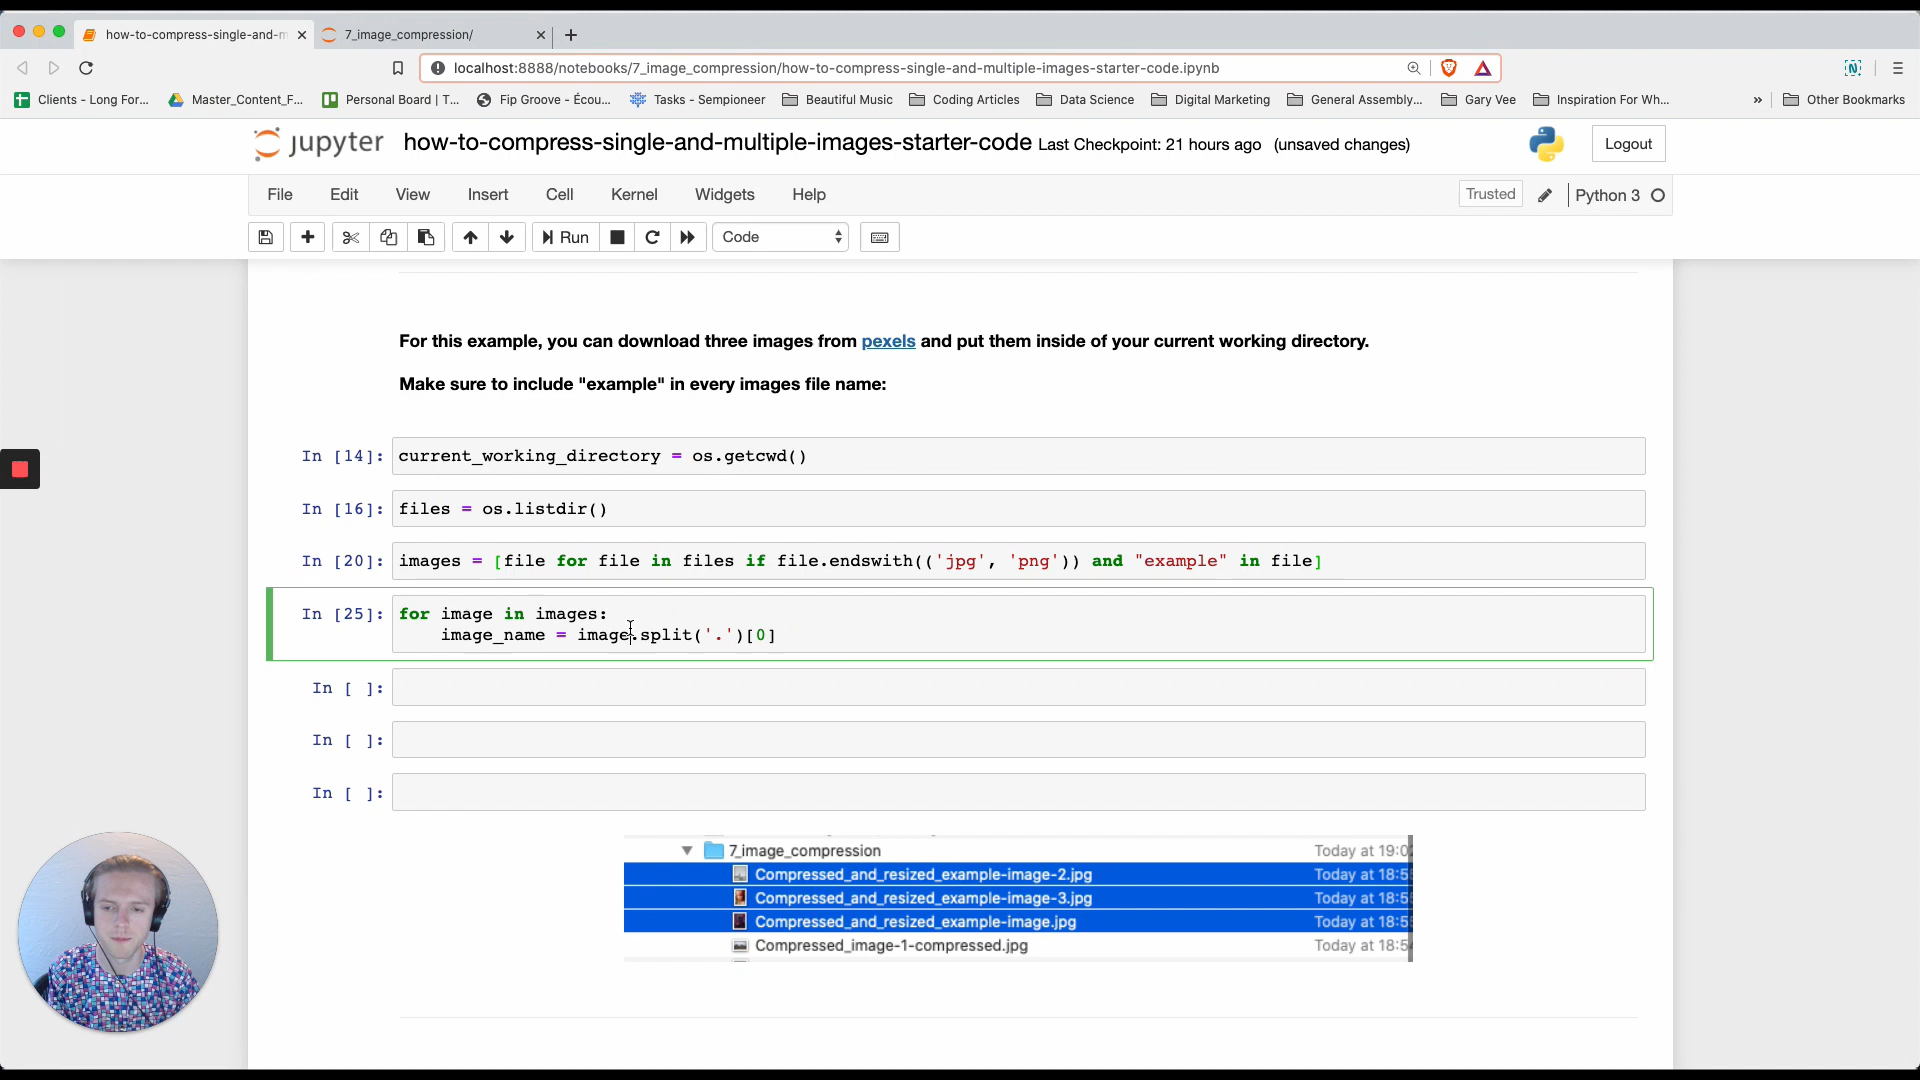 how-to-compress-single-and-m
7_image_compression/
localhost:8888/notebooks/7_image_compression/how-to-compress-single-and-multiple-images-starter-code.ipynb
Clients - Long For... Master_Content_F... Personal Board | T... Fip Groove - Écou... Tasks - Sempioneer Beautiful Music Coding Articles Data Science Digital Marketing General Assembly... Gary Vee Inspiration For Wh... » Other Bookmarks
jupyter how-to-compress-single-and-multiple-images-starter-code Last Checkpoint: 21 hours ago (unsaved changes) Logout
File Edit View Insert Cell Kernel Widgets Help Trusted Python 3
Run Code
For this example, you can download three images from pexels and put them inside of your current working directory.
Make sure to include "example" in every images file name:
In [14]: current_working_directory = os.getcwd()
In [16]: files = os.listdir()
In [20]: images = [file for file in files if file.endswith(('jpg', 'png')) and "example" in file]
In [25]: for image in images:
image_name = image.split('.')[0]
In [ ]:
In [ ]:
In [ ]:
7_image_compression Today at 19:02
Compressed_and_resized_example-image-2.jpg Today at 18:5
Compressed_and_resized_example-image-3.jpg Today at 18:5
Compressed_and_resized_example-image.jpg Today at 18:5
Compressed_image-1-compressed.jpg Today at 18:5